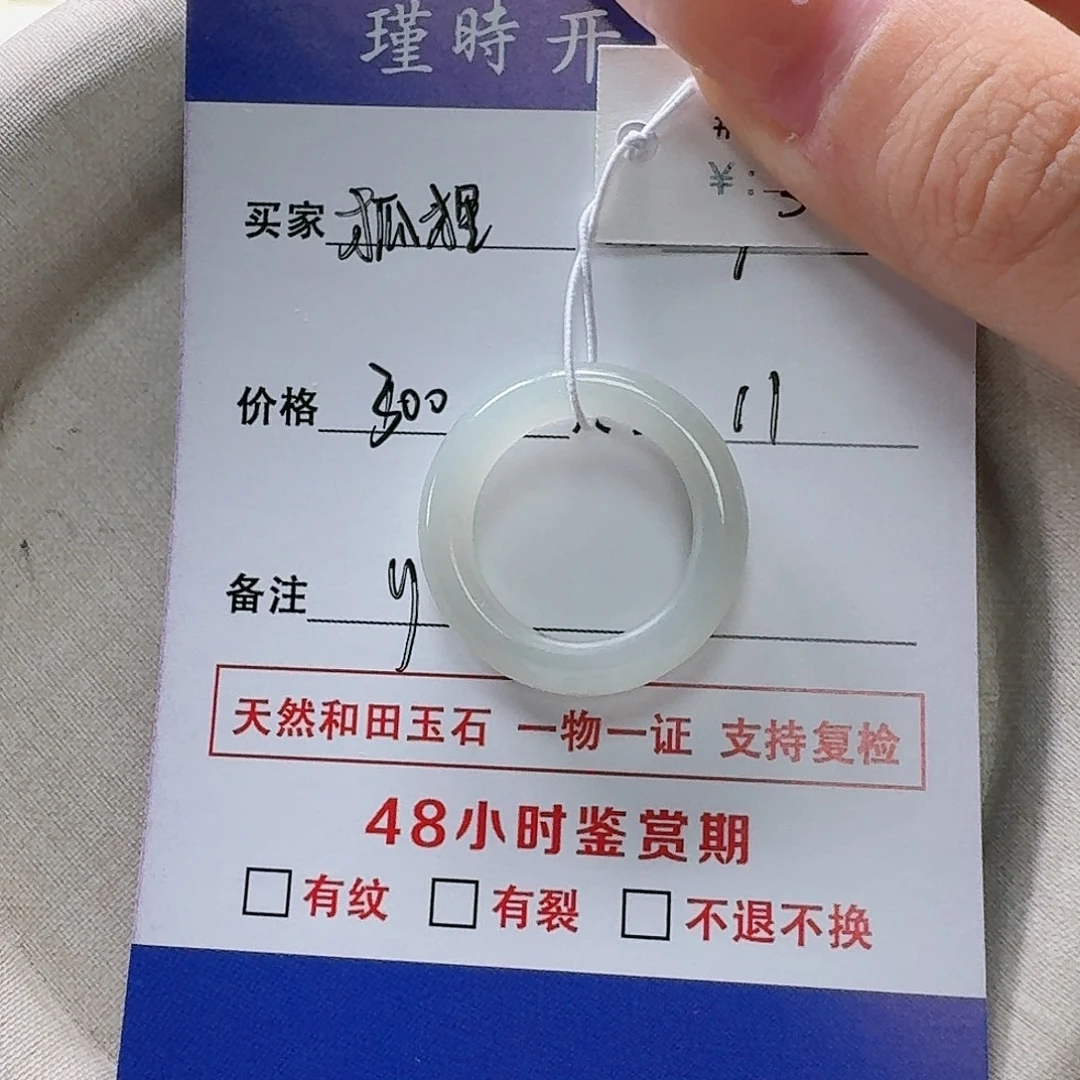 瑾時开
¥:
买家 狐狸
价格 300 11
备注 y
天然和田玉石 一物一证 支持复检
48小时鉴赏期
有纹 有裂 不退不换